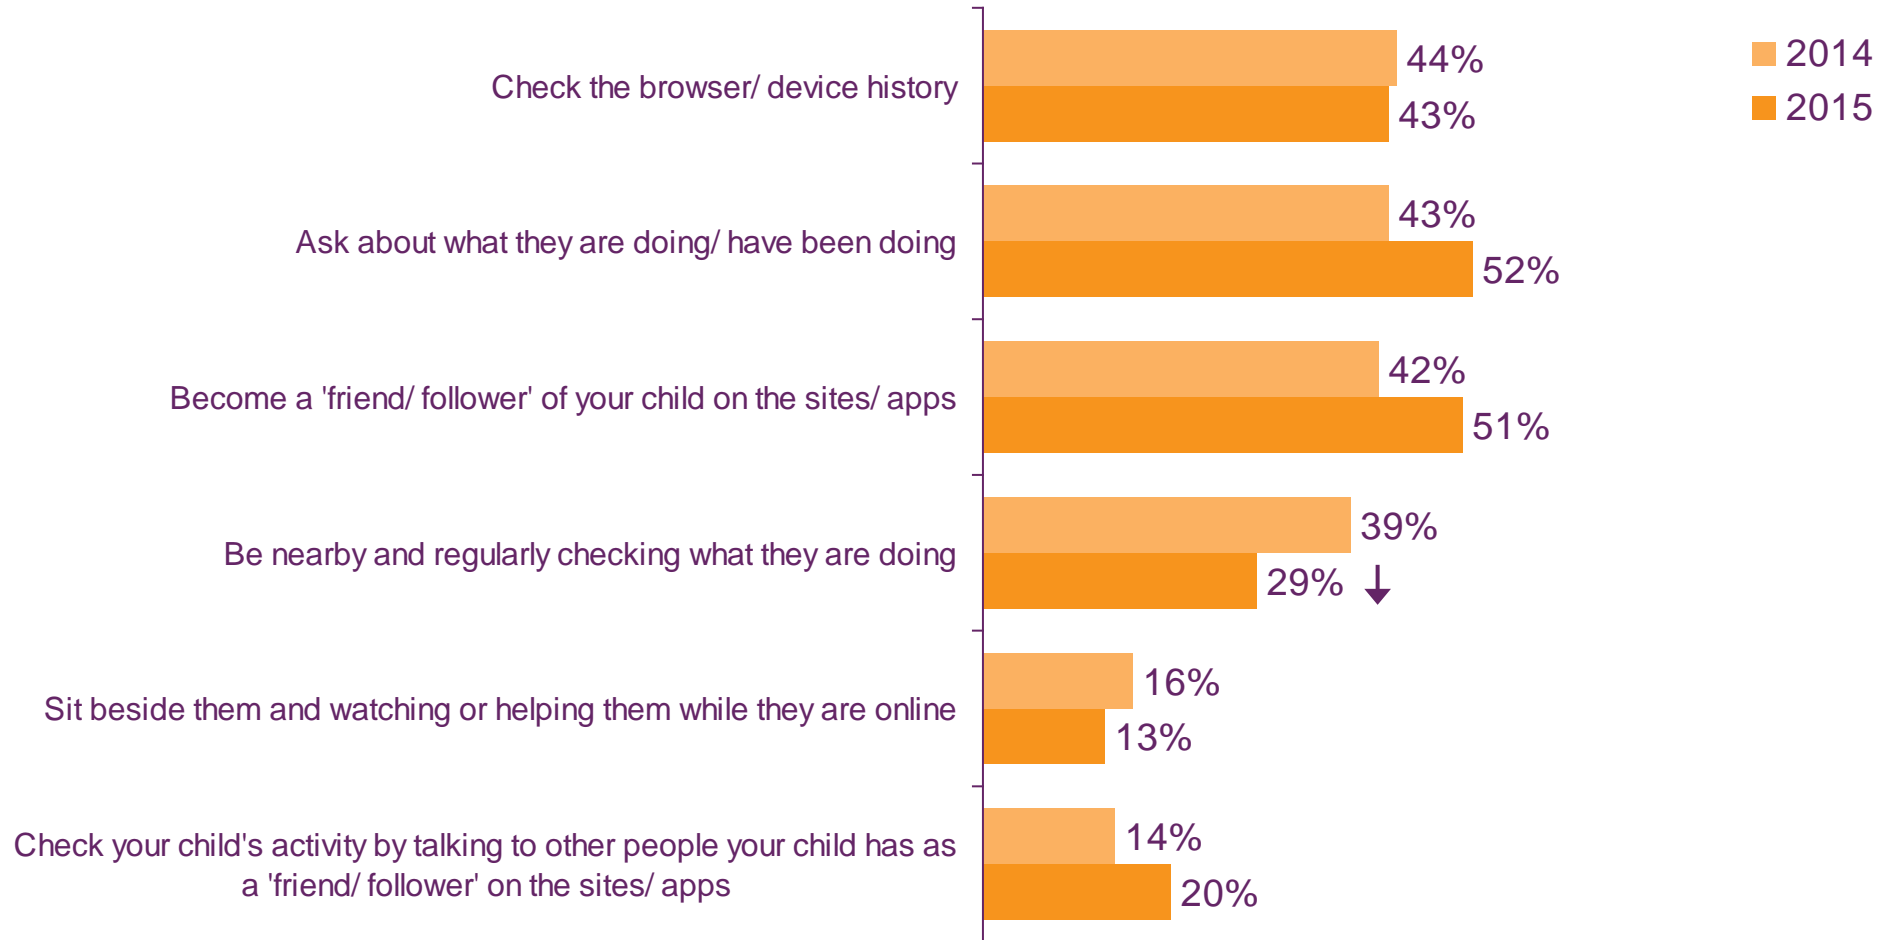 2014
2015
Check the browser/ device history
44%
43%
Ask about what they are doing/ have been doing
43%
52%
Become a 'friend/ follower' of your child on the sites/ apps
42%
51%
Be nearby and regularly checking what they are doing
39%
29%
Sit beside them and watching or helping them while they are online
16%
13%
Check your child's activity by talking to other people your child has as
a 'friend/ follower' on the sites/ apps
14%
20%